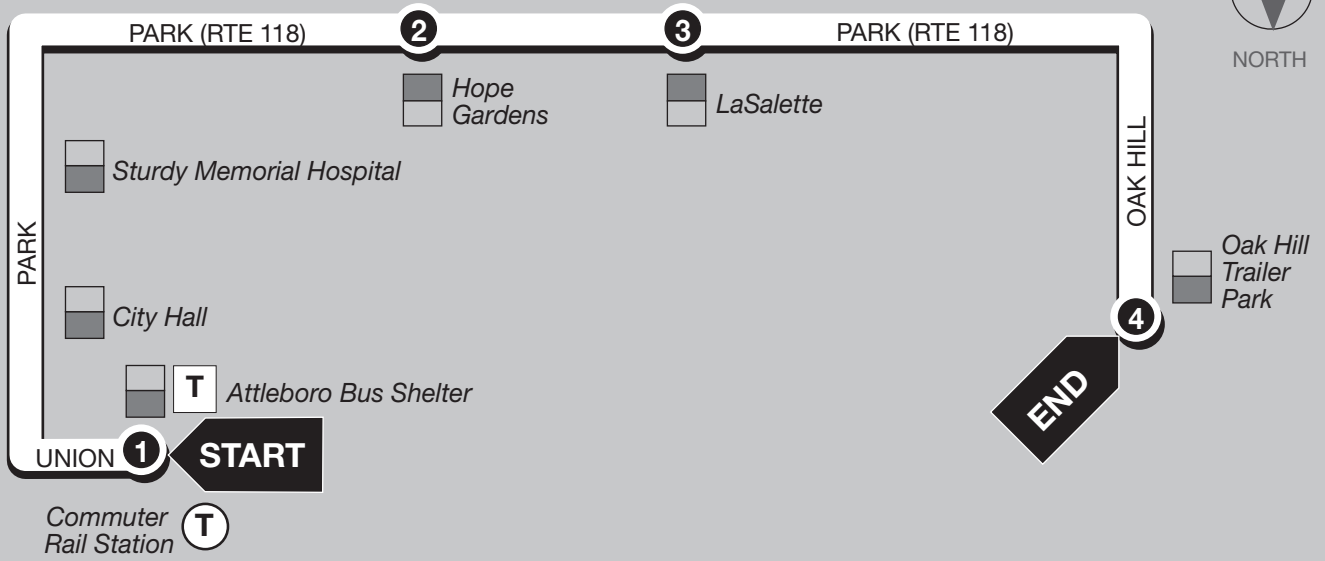 PARK (RTE 118)
2
3
PARK (RTE 118)
NORTH
Hope
Gardens
LaSalette
OAK HILL
Sturdy Memorial Hospital
PARK
Oak Hill
Trailer
Park
City Hall
4
T
Attleboro Bus Shelter
END
UNION
1
START
Commuter
Rail Station
T